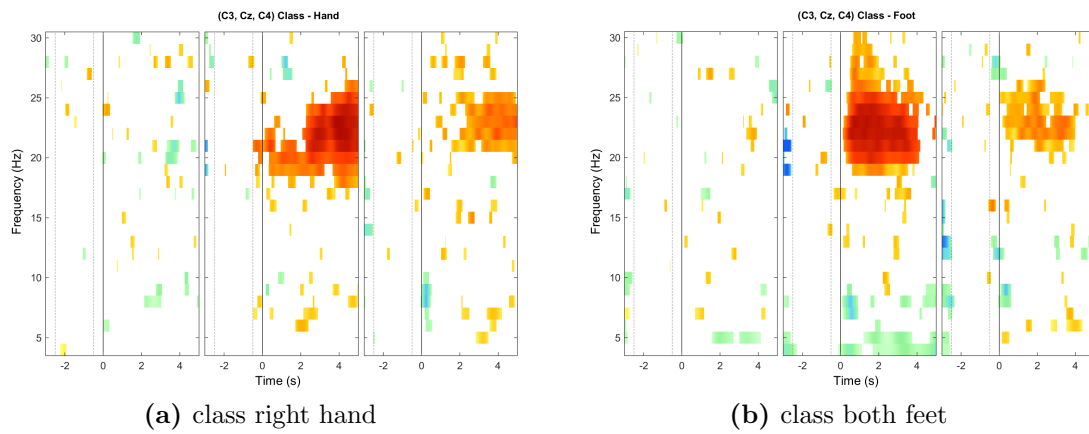 (C3, Cz, C4) Class - Hand
30
25
20
15
10
5
Frequency (Hz)
-2 0 2 4 -2 0 2 4 -2 0 2 4
Time (s)
(a) class right hand
(C3, Cz, C4) Class - Foot
30
25
20
15
10
5
Frequency (Hz)
-2 0 2 4 -2 0 2 4 -2 0 2 4
Time (s)
(b) class both feet